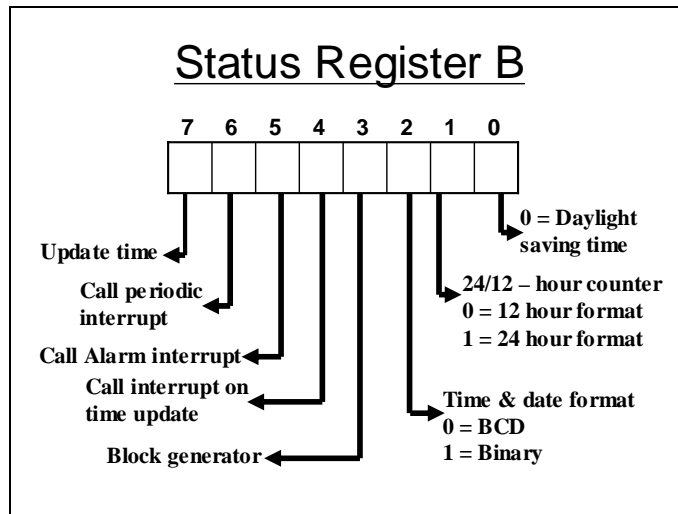 Status Register B
7 6 5 4 3 2 1 0
0 = Daylight
saving time
Update time
24/12 – hour counter
0 = 12 hour format
1 = 24 hour format
Call periodic
interrupt
Call Alarm interrupt
Call interrupt on
time update
Time & date format
0 = BCD
1 = Binary
Block generator